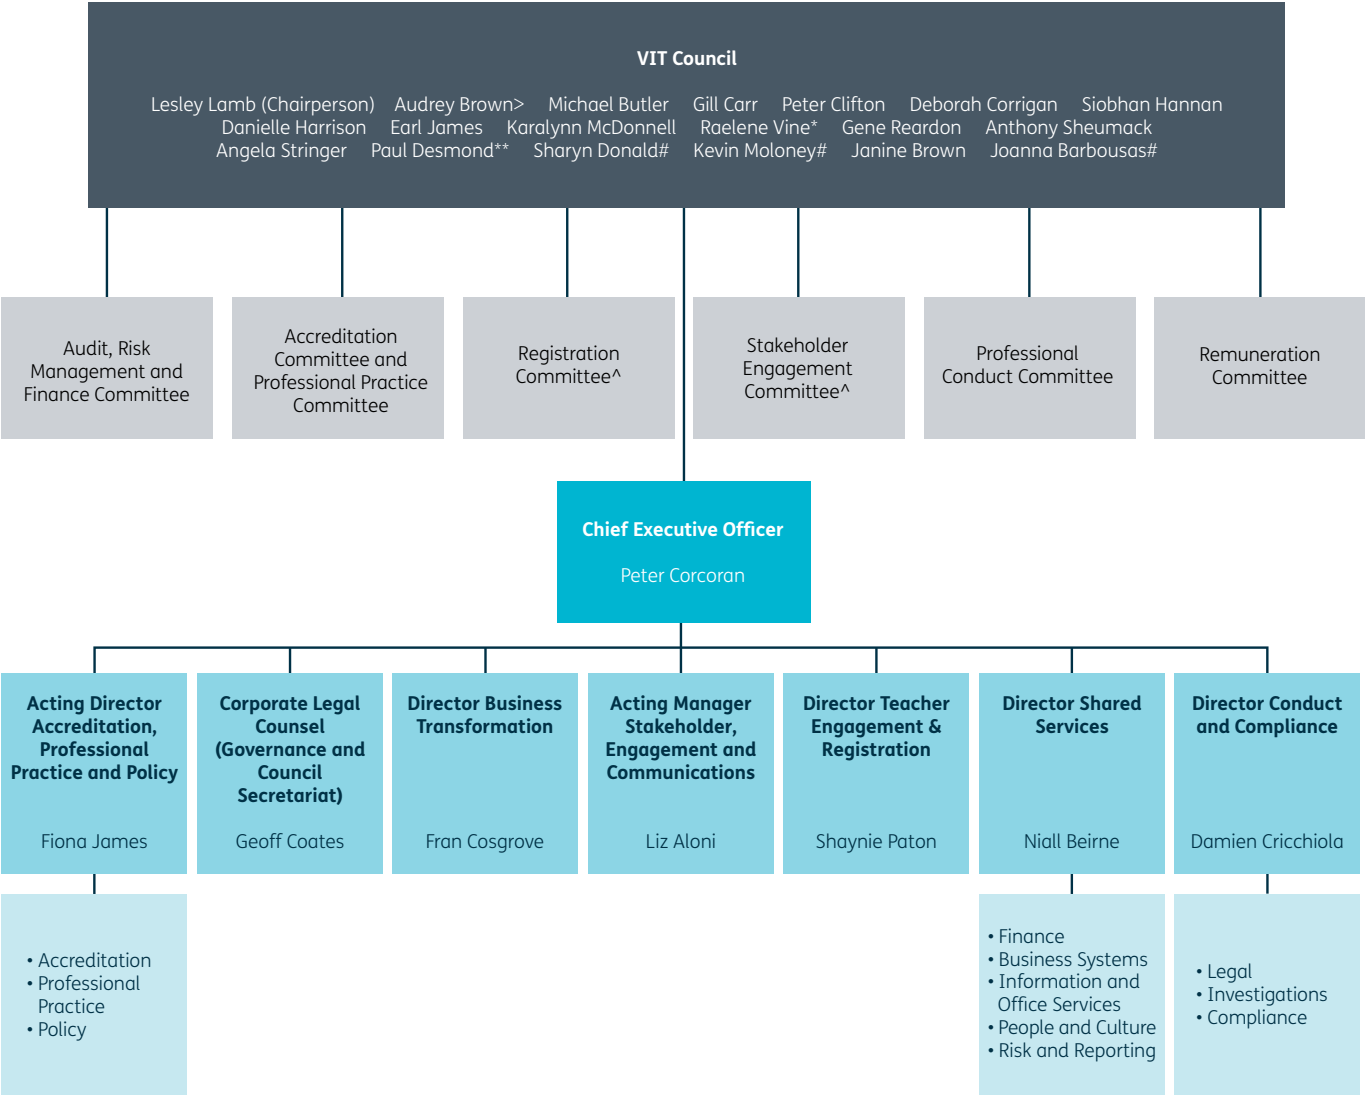 VIT Council
Lesley Lamb (Chairperson) Audrey Brown> Michael Butler Gill Carr Peter Clifton Deborah Corrigan Siobhan Hannan
Danielle Harrison Earl James Karalynn McDonnell Raelene Vine* Gene Reardon Anthony Sheumack
Angela Stringer Paul Desmond** Sharyn Donald# Kevin Moloney# Janine Brown Joanna Barbousas#
Audit, Risk
Management and
Finance Committee
Accreditation
Committee and
Professional Practice
Committee
Registration
Committee^
Stakeholder
Engagement
Committee^
Professional
Conduct Committee
Remuneration
Committee
Chief Executive Officer
Peter Corcoran
Acting Director
Accreditation,
Professional
Practice and Policy
Fiona James
Corporate Legal
Counsel
(Governance and
Council
Secretariat)
Geoff Coates
Director Business
Transformation
Fran Cosgrove
Acting Manager
Stakeholder,
Engagement and
Communications
Liz Aloni
Director Teacher
Engagement &
Registration
Shaynie Paton
Director Shared
Services
Niall Beirne
Director Conduct
and Compliance
Damien Cricchiola
• Accreditation
• Professional
Practice
• Policy
• Finance
• Business Systems
• Information and
Office Services
• People and Culture
• Risk and Reporting
• Legal
• Investigations
• Compliance